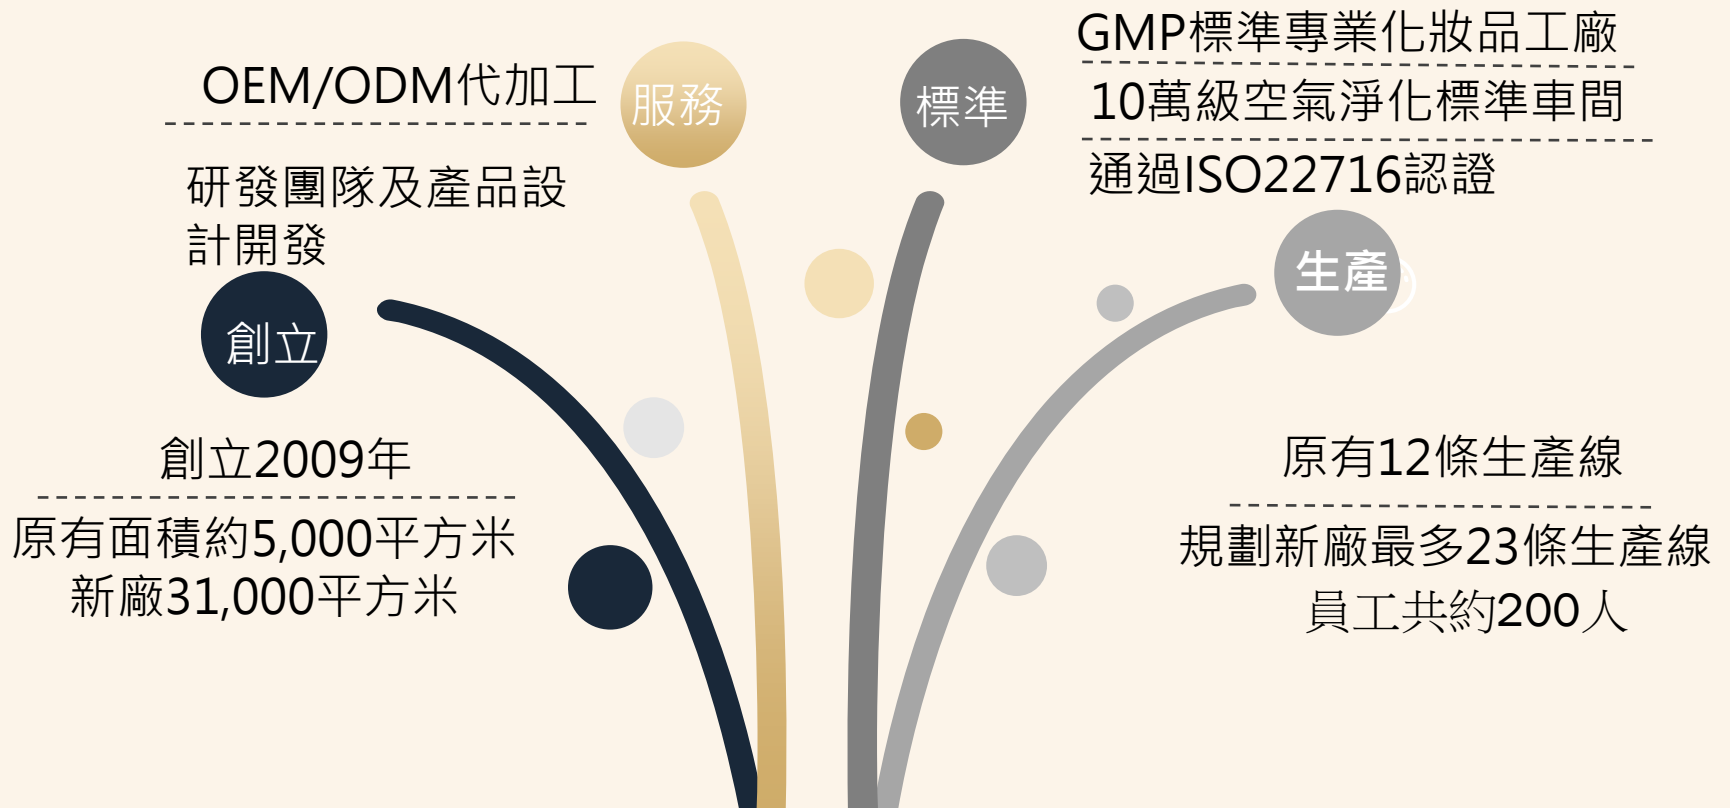 OEM/ODM代加工
研發團隊及產品設
計開發
服務
標準
GMP標準專業化妝品工廠
10萬級空氣淨化標準車間
通過ISO22716認證
創立
創立2009年
原有面積約5,000平方米
新廠31,000平方米
生產
原有12條生產線
規劃新廠最多23條生產線
員工共約200人